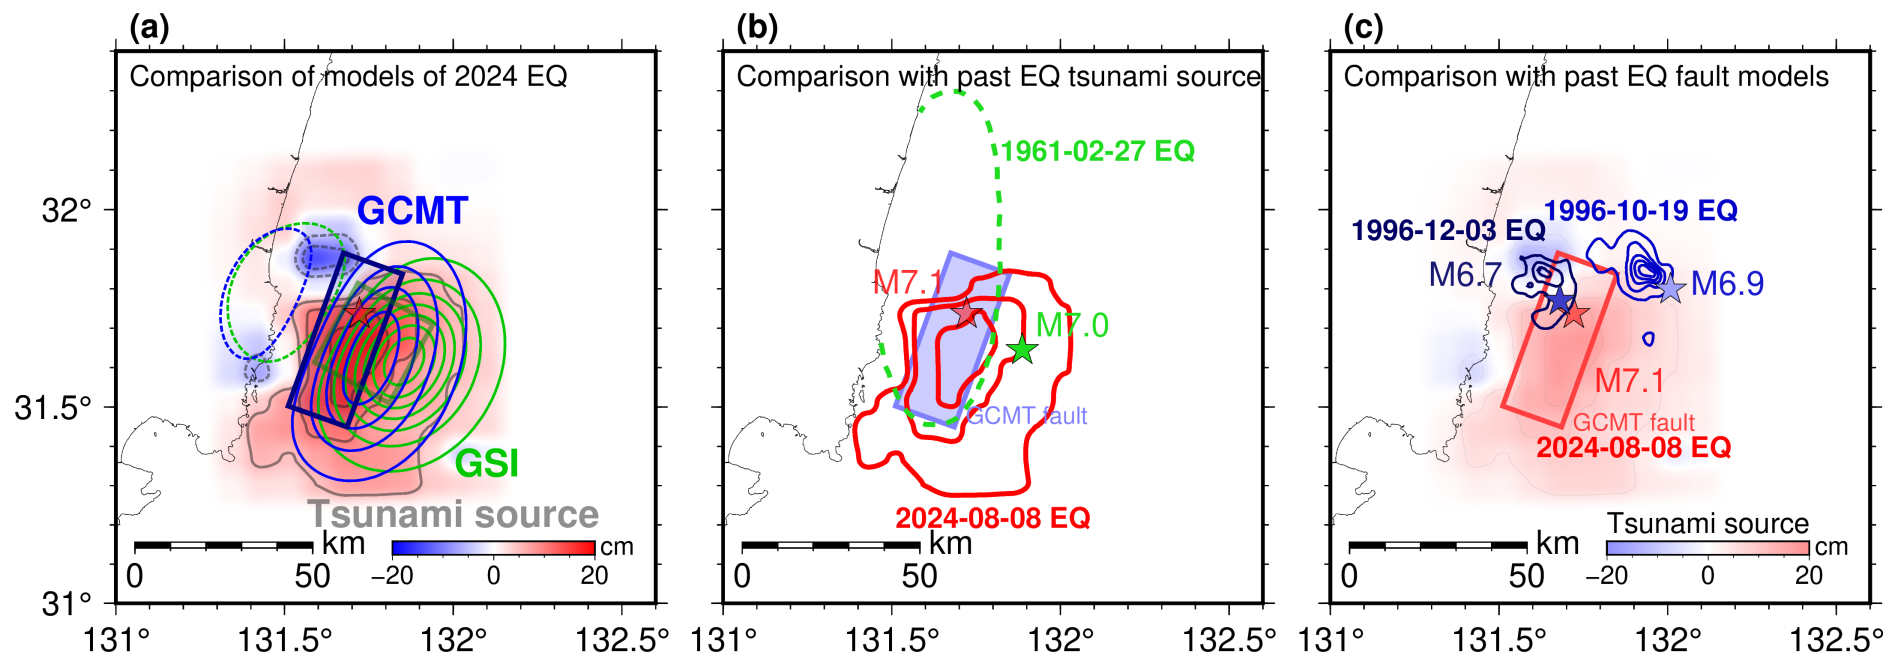 (a)
Comparison of models of 2024 EQ
GCMT
GSI
Tsunami source
km
0 50
cm
−20 0 20
32°
31.5°
31°
131° 131.5° 132° 132.5°
(b)
Comparison with past EQ tsunami source
1961-02-27 EQ
M7.1
M7.0
GCMT fault
2024-08-08 EQ
km
0 50
131° 131.5° 132° 132.5°
(c)
Comparison with past EQ fault models
1996-10-19 EQ
1996-12-03 EQ
M6.7
M6.9
M7.1
GCMT fault
2024-08-08 EQ
Tsunami source
km
0 50
cm
−20 0 20
131° 131.5° 132° 132.5°